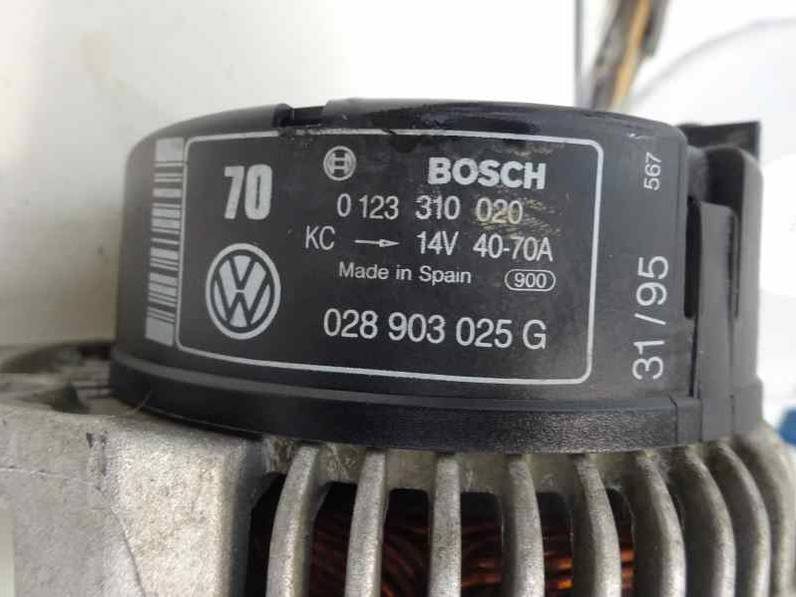 70 BOSCH
0 123 310 020
KC → 14V 40-70A
Made in Spain 900
028 903 025 G
567
31/95